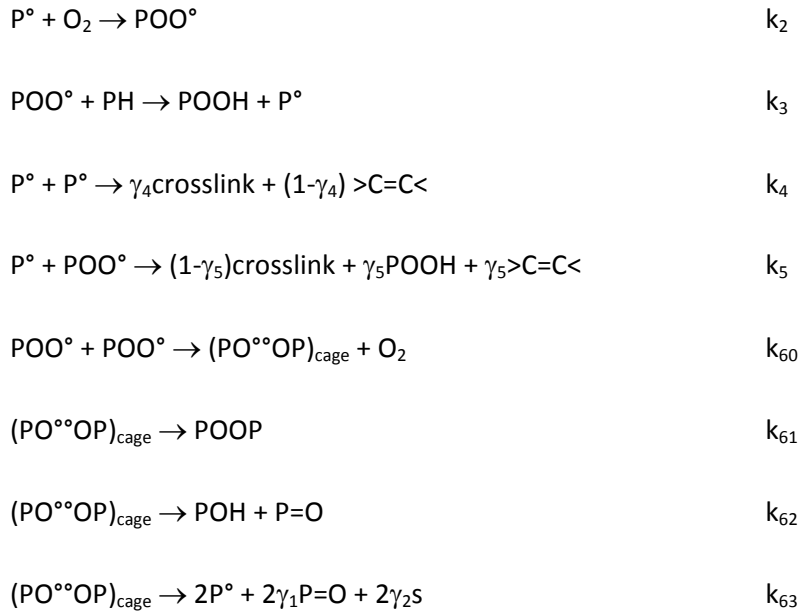 P° + O₂ → POO° k₂
POO° + PH → POOH + P° k₃
P° + P° → γ₄crosslink + (1-γ₄) >C=C< k₄
P° + POO° → (1-γ₅)crosslink + γ₅POOH + γ₅>C=C< k₅
POO° + POO° → (PO°°OP)cage + O₂ k₆₀
(PO°°OP)cage → POOP k₆₁
(PO°°OP)cage → POH + P=O k₆₂
(PO°°OP)cage → 2P° + 2γ₁P=O + 2γ₂s k₆₃